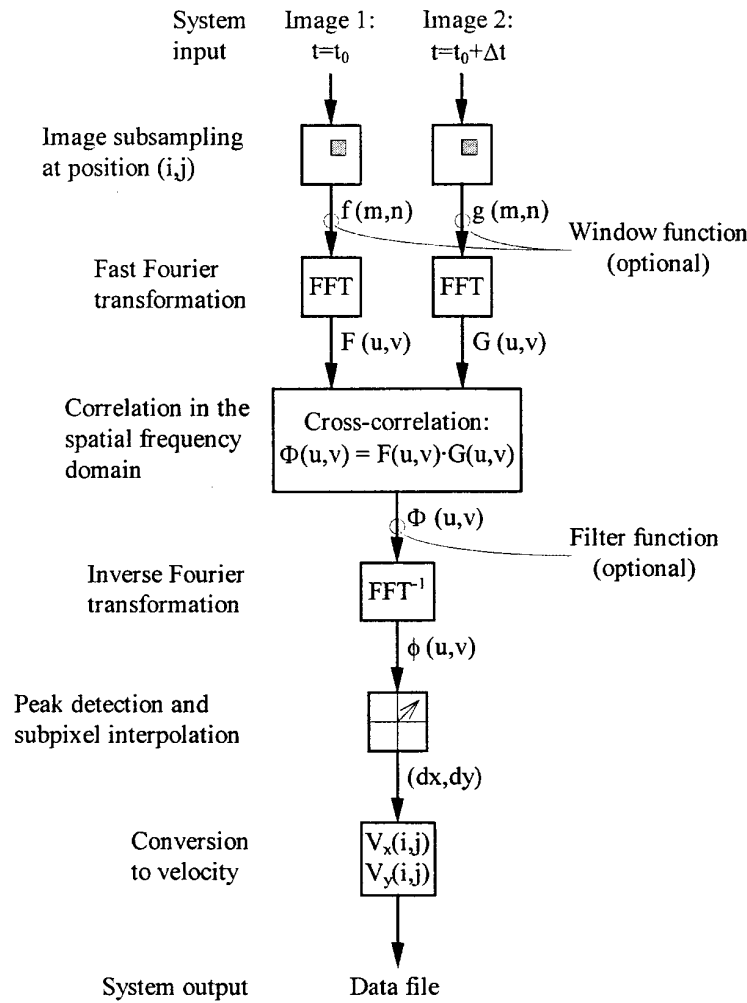 System input
Image 1:
t=t₀
Image 2:
t=t₀+Δt
Image subsampling
at position (i,j)
f (m,n)
g (m,n)
Window function
(optional)
Fast Fourier
transformation
FFT
FFT
F (u,v)
G (u,v)
Correlation in the
spatial frequency
domain
Cross-correlation:
Φ(u,v) = F(u,v)·G(u,v)
Φ (u,v)
Filter function
(optional)
Inverse Fourier
transformation
FFT⁻¹
ϕ (u,v)
Peak detection and
subpixel interpolation
(dx,dy)
Conversion
to velocity
Vₓ(i,j)
Vᵧ(i,j)
System output
Data file